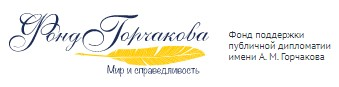 Фонд Горчакова
Мир и справедливость
Фонд поддержки
публичной дипломатии
имени А. М. Горчакова